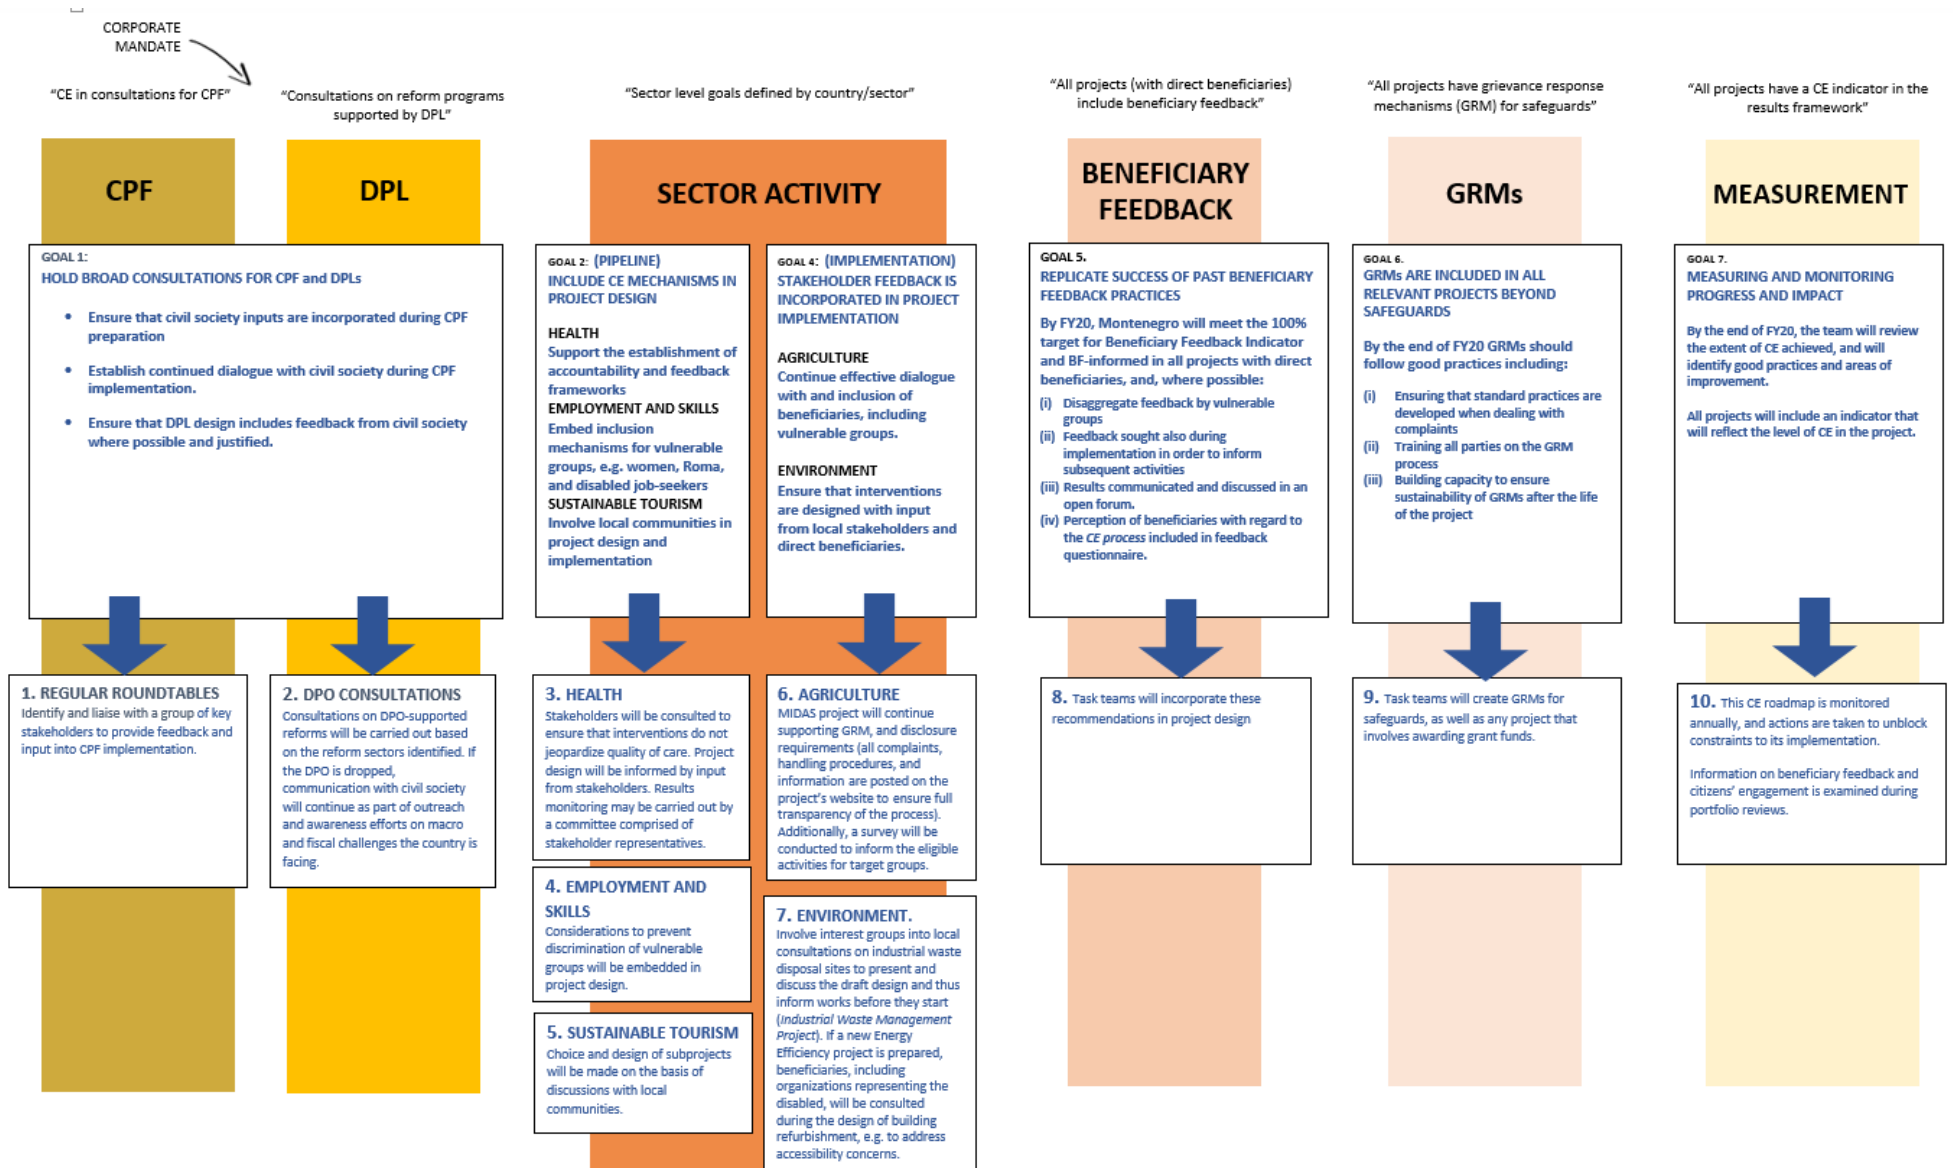 CORPORATE
MANDATE
“CE in consultations for CPF”
“Consultations on reform programs
supported by DPL”
“Sector level goals defined by country/sector”
“All projects (with direct beneficiaries)
include beneficiary feedback”
“All projects have grievance response
mechanisms (GRM) for safeguards”
“All projects have a CE indicator in the
results framework”
CPF
DPL
SECTOR ACTIVITY
BENEFICIARY
FEEDBACK
GRMs
MEASUREMENT
GOAL 1:
HOLD BROAD CONSULTATIONS FOR CPF and DPLs
• Ensure that civil society inputs are incorporated during CPF
preparation
• Establish continued dialogue with civil society during CPF
implementation.
• Ensure that DPL design includes feedback from civil society
where possible and justified.
GOAL 2: (PIPELINE)
INCLUDE CE MECHANISMS IN
PROJECT DESIGN
HEALTH
Support the establishment of
accountability and feedback
frameworks
EMPLOYMENT AND SKILLS
Embed inclusion
mechanisms for vulnerable
groups, e.g. women, Roma,
and disabled job-seekers
SUSTAINABLE TOURISM
Involve local communities in
project design and
implementation
GOAL 4: (IMPLEMENTATION)
STAKEHOLDER FEEDBACK IS
INCORPORATED IN PROJECT
IMPLEMENTATION
AGRICULTURE
Continue effective dialogue
with and inclusion of
beneficiaries, including
vulnerable groups.
ENVIRONMENT
Ensure that interventions
are designed with input
from local stakeholders and
direct beneficiaries.
GOAL 5.
REPLICATE SUCCESS OF PAST BENEFICIARY
FEEDBACK PRACTICES
By FY20, Montenegro will meet the 100%
target for Beneficiary Feedback Indicator
and BF-informed in all projects with direct
beneficiaries, and, where possible:
(i) Disaggregate feedback by vulnerable
groups
(ii) Feedback sought also during
implementation in order to inform
subsequent activities
(iii) Results communicated and discussed in an
open forum.
(iv) Perception of beneficiaries with regard to
the CE process included in feedback
questionnaire.
GOAL 6.
GRMs ARE INCLUDED IN ALL
RELEVANT PROJECTS BEYOND
SAFEGUARDS
By the end of FY20 GRMs should
follow good practices including:
(i) Ensuring that standard practices are
developed when dealing with
complaints
(ii) Training all parties on the GRM
process
(iii) Building capacity to ensure
sustainability of GRMs after the life
of the project
GOAL 7.
MEASURING AND MONITORING
PROGRESS AND IMPACT
By the end of FY20, the team will review
the extent of CE achieved, and will
identify good practices and areas of
improvement.
All projects will include an indicator that
will reflect the level of CE in the project.
1. REGULAR ROUNDTABLES
Identify and liaise with a group of key
stakeholders to provide feedback and
input into CPF implementation.
2. DPO CONSULTATIONS
Consultations on DPO-supported
reforms will be carried out based
on the reform sectors identified. If
the DPO is dropped,
communication with civil society
will continue as part of outreach
and awareness efforts on macro
and fiscal challenges the country is
facing.
3. HEALTH
Stakeholders will be consulted to
ensure that interventions do not
jeopardize quality of care. Project
design will be informed by input
from stakeholders. Results
monitoring may be carried out by
a committee comprised of
stakeholder representatives.
4. EMPLOYMENT AND
SKILLS
Considerations to prevent
discrimination of vulnerable
groups will be embedded in
project design.
5. SUSTAINABLE TOURISM
Choice and design of subprojects
will be made on the basis of
discussions with local
communities.
6. AGRICULTURE
MIDAS project will continue
supporting GRM, and disclosure
requirements (all complaints,
handling procedures, and
information are posted on the
project’s website to ensure full
transparency of the process).
Additionally, a survey will be
conducted to inform the eligible
activities for target groups.
7. ENVIRONMENT.
Involve interest groups into local
consultations on industrial waste
disposal sites to present and
discuss the draft design and thus
inform works before they start
(Industrial Waste Management
Project). If a new Energy
Efficiency project is prepared,
beneficiaries, including
organizations representing the
disabled, will be consulted
during the design of building
refurbishment, e.g. to address
accessibility concerns.
8. Task teams will incorporate these
recommendations in project design
9. Task teams will create GRMs for
safeguards, as well as any project that
involves awarding grant funds.
10. This CE roadmap is monitored
annually, and actions are taken to unblock
constraints to its implementation.
Information on beneficiary feedback and
citizens’ engagement is examined during
portfolio reviews.